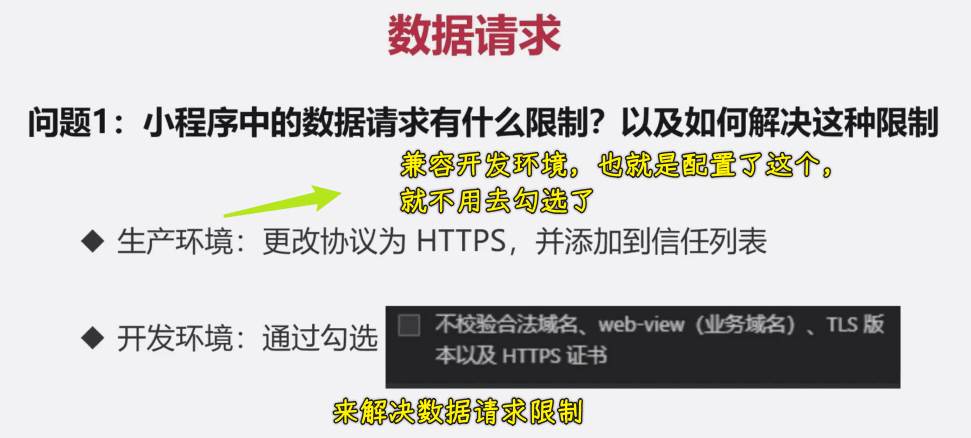 数据请求
问题1：小程序中的数据请求有什么限制？以及如何解决这种限制
兼容开发环境，也就是配置了这个，
就不用去勾选了
◆ 生产环境：更改协议为 HTTPS，并添加到信任列表
◆ 开发环境：通过勾选
不校验合法域名、web-view（业务域名）、TLS 版
本以及 HTTPS 证书
来解决数据请求限制